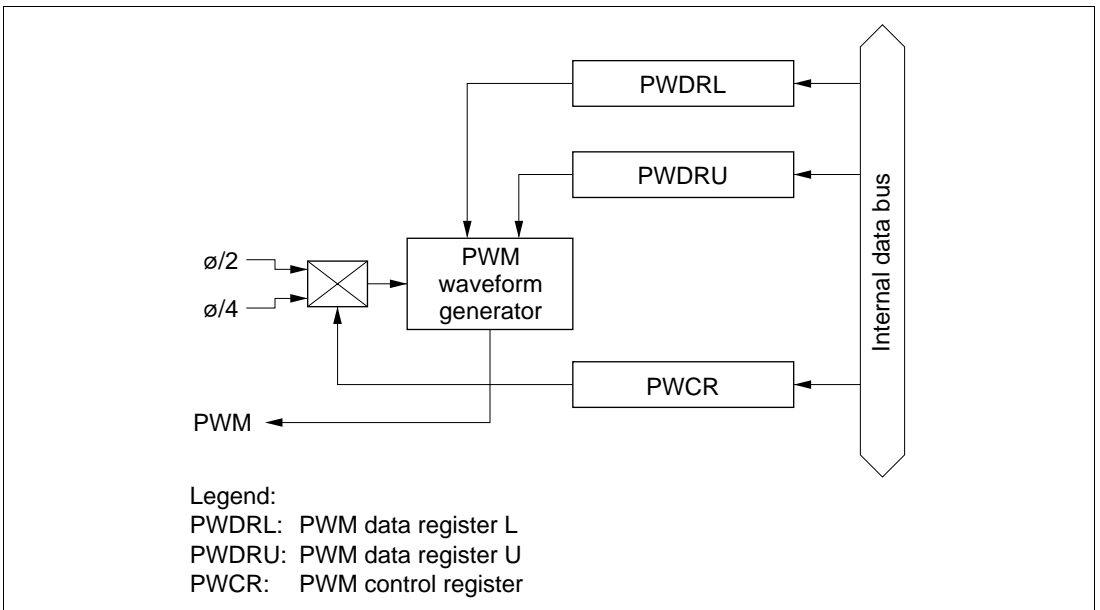 PWDRL
PWDRU
Internal data bus
ø/2
ø/4
PWM
waveform
generator
PWCR
PWM
Legend:
PWDRL: PWM data register L
PWDRU: PWM data register U
PWCR: PWM control register